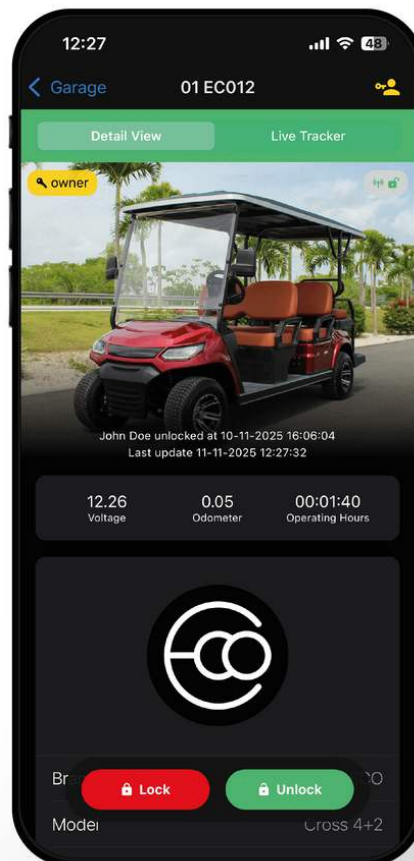 12:27
48
Garage
01 EC012
Detail View
Live Tracker
owner
John Doe unlocked at 10-11-2025 16:06:04
Last update 11-11-2025 12:27:32
12.26
0.05
00:01:40
Voltage
Odometer
Operating Hours
Lock
Unlock
Model
Cross 4+2